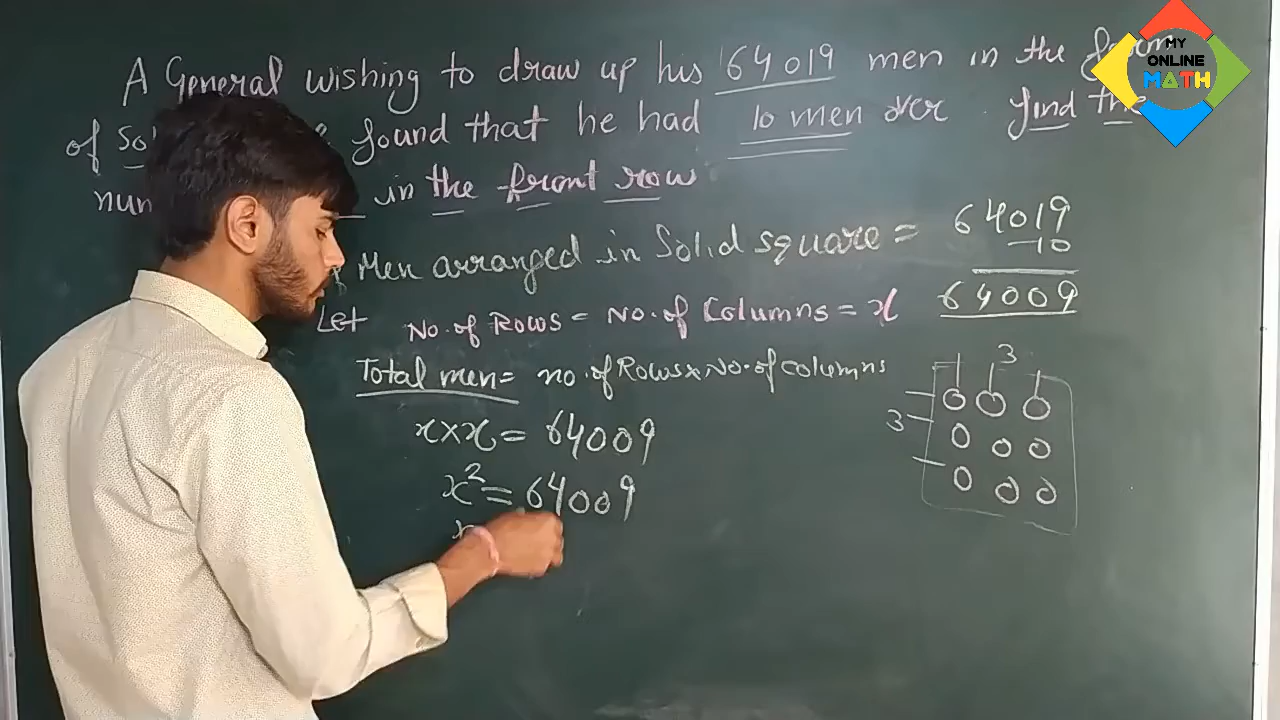 A General wishing to draw up his 64019 men in the form
of found that he had 10 men over . find the
in the front row
Men arranged in Solid square = 64019
-10
64009
Let No. of Rows = No. of Columns = x
Total men = no. of Rows x No. of columns
x × x = 64009
x² = 64009
3
3
MY
ONLINE
MATH